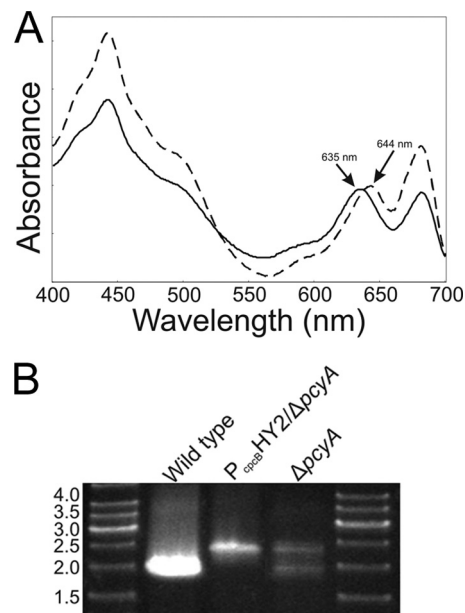 A
Absorbance
635 nm
644 nm
400 450 500 561 600 650 700
Wavelength (nm)
B
Wild type
PcpcBHY2/ΔpcyA
ΔpcyA
4.0
3.5
3.0
2.5
2.0
1.5